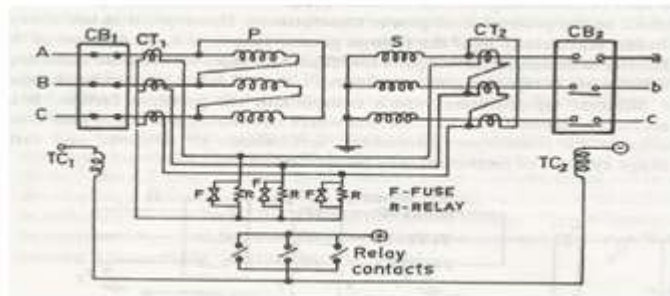 CB₁ CT₁ P S CT₂ CB₂
A a
B b
C c
TC₁ TC₂ ⊖
F R F R F R
F-FUSE
R-RELAY
⊕
Relay
contacts